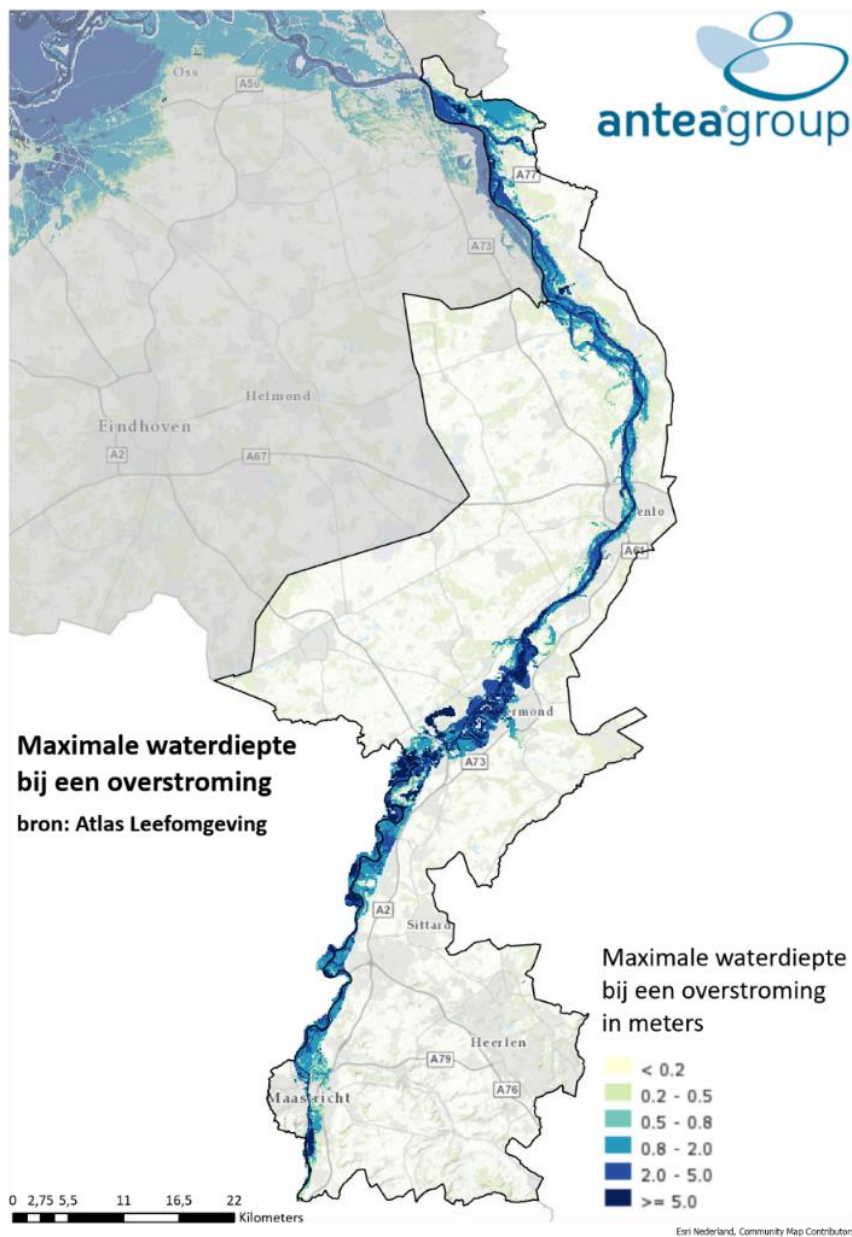 antea®group
Oss
A50
A77
A73
Helmond
Eindhoven
A2
A67
enlo
A61
ermond
Maximale waterdiepte
bij een overstroming
bron: Atlas Leefomgeving
A73
A2
Sittard
Maximale waterdiepte
bij een overstroming
in meters
Heerlen
A79
A76
Maastricht
< 0.2
0.2 - 0.5
0.5 - 0.8
0.8 - 2.0
2.0 - 5.0
>= 5.0
0 2,75 5,5 11 16,5 22
Kilometers
Esri Nederland, Community Map Contributors